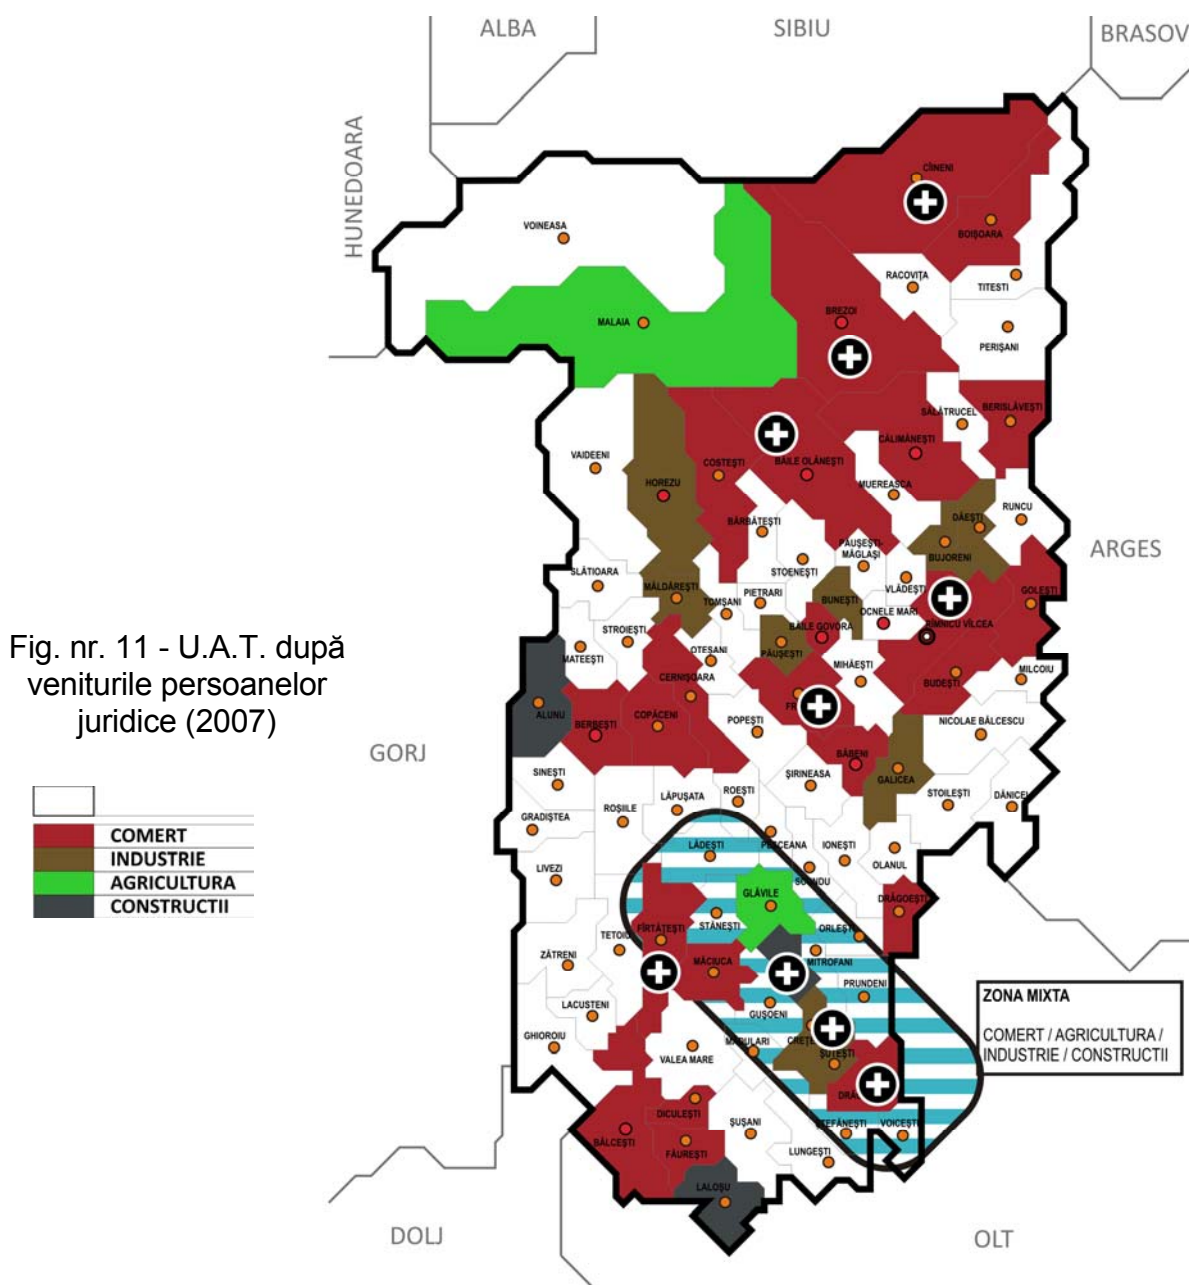 ALBA
SIBIU
BRASOV
HUNEDOARA
CÎINENI
BOIŞOARA
VOINEASA
RACOVIŢA
TITESTI
MALAIA
BREZOI
PERIŞANI
SĂLĂTRUCEL
BERISLĂVEŞTI
CĂLIMĂNEŞTI
VAIDEENI
COSTEŞTI
BĂILE OLĂNEŞTI
HOREZU
MUEREASCA
RUNCU
BĂRBĂTEŞTI
DĂEŞTI
PĂUŞEŞTI-
MĂGLAŞI
BUJORENI
ARGES
STOENEŞTI
SLĂTIOARA
VLĂDEŞTI
MĂLDĂREŞTI
PIETRARI
GOLEŞTI
TOMŞANI
BUNEŞTI
OCNELE MARI
RÎMNICU VÎLCEA
STROIEŞTI
BĂILE GOVORA
OTEŞANI
PĂUŞEŞTI
MATEEŞTI
MIHĂEŞTI
MILCOIU
CERNIŞOARA
BUDEŞTI
Fig. nr. 11 - U.A.T. după
veniturile persoanelor
juridice (2007)
ALUNU
COPĂCENI
BERBEŞTI
POPEŞTI
NICOLAE BĂLCESCU
GORJ
BĂBENI
SINEŞTI
ŞIRINEASA
GALICEA
ROEŞTI
STOILEŞTI
LĂPUŞATA
ROŞIILE
GRADIŞTEA
COMERT
INDUSTRIE
AGRICULTURA
CONSTRUCTII
LĂDEŞTI
IONEŞTI
OLANUL
LIVEZI
GLĂVILE
DRĂGOEŞTI
STĂNEŞTI
FÎRTĂŢEŞTI
ORLEŞTI
ZĂTRENI
MĂCIUCA
MITROFANI
PRUNDENI
LACUSTENI
GUŞOENI
ZONA MIXTA
COMERT / AGRICULTURA /
INDUSTRIE / CONSTRUCTII
GHIOROIU
VALEA MARE
ŞUTEŞTI
DICULEŞTI
ŞUŞANI
VOICEŞTI
BĂLCEŞTI
FĂUREŞTI
LUNGEŞTI
LALOŞU
DOLJ
OLT